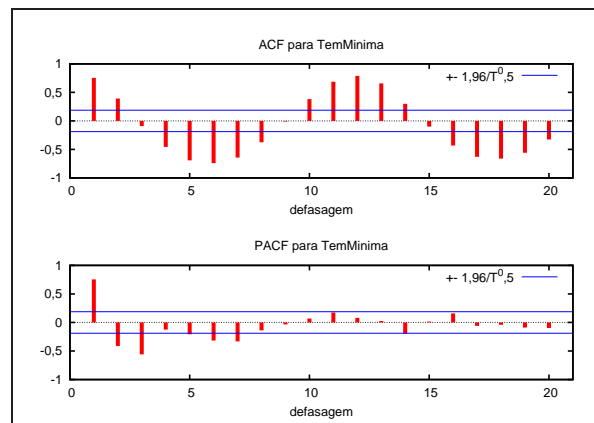 ACF para TemMinima
+- 1,96/T^0,5
1
0,5
0
-0,5
-1
0 5 10 15 20
defasagem
PACF para TemMinima
+- 1,96/T^0,5
1
0,5
0
-0,5
-1
0 5 10 15 20
defasagem